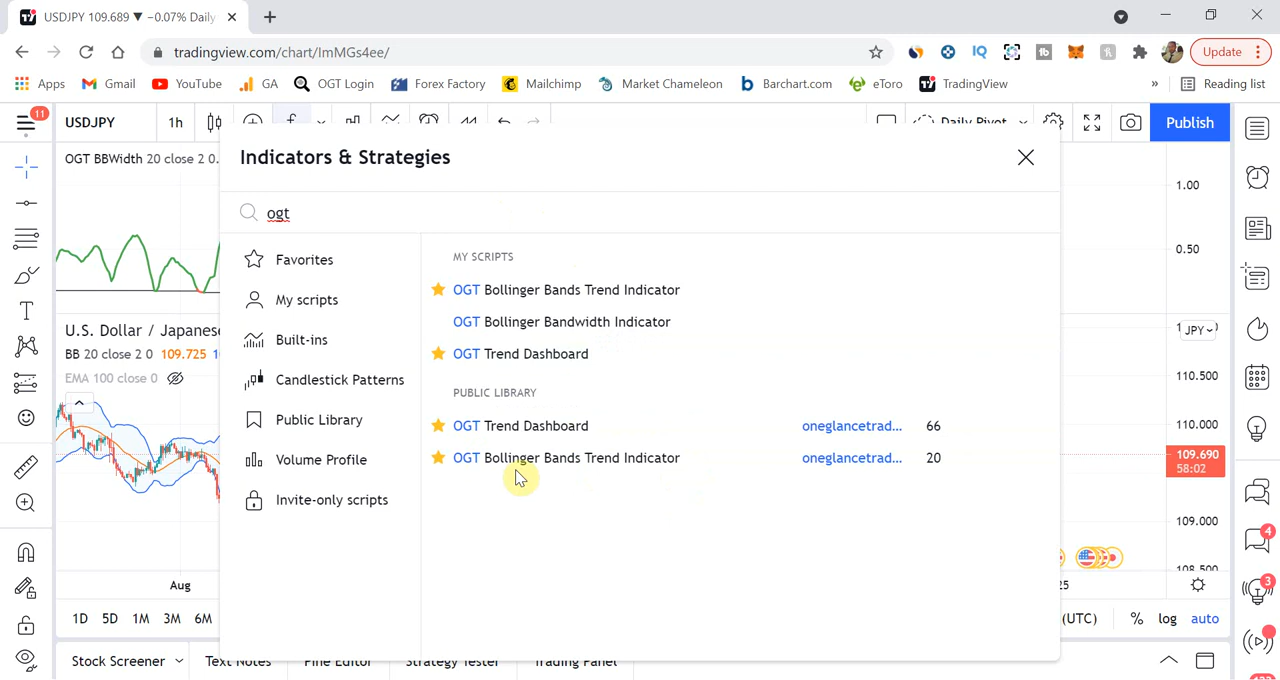 USDJPY 109.689 ▼ −0.07% Daily
tradingview.com/chart/ImMGs4ee/
Update
Apps
Gmail
YouTube
GA
OGT Login
Forex Factory
Mailchimp
Market Chameleon
Barchart.com
eToro
TradingView
»
Reading list
11
USDJPY
1h
Daily Pivot
Publish
Indicators & Strategies
OGT BBWidth 20 close 2 0.
1.00
ogt
0.50
Favorites
My scripts
Built-ins
Candlestick Patterns
Public Library
Volume Profile
Invite-only scripts
MY SCRIPTS
OGT Bollinger Bands Trend Indicator
OGT Bollinger Bandwidth Indicator
OGT Trend Dashboard
PUBLIC LIBRARY
OGT Trend Dashboard oneglancetrad... 66
OGT Bollinger Bands Trend Indicator oneglancetrad... 20
U.S. Dollar / Japanese
BB 20 close 2 0 109.725
EMA 100 close 0
JPY
110.500
110.000
109.690
58:02
109.000
108.500
Aug
25
1D 5D 1M 3M 6M
(UTC) % log auto
Stock Screener
Text Notes
Pine Editor
Strategy Tester
Trading Panel
4
3